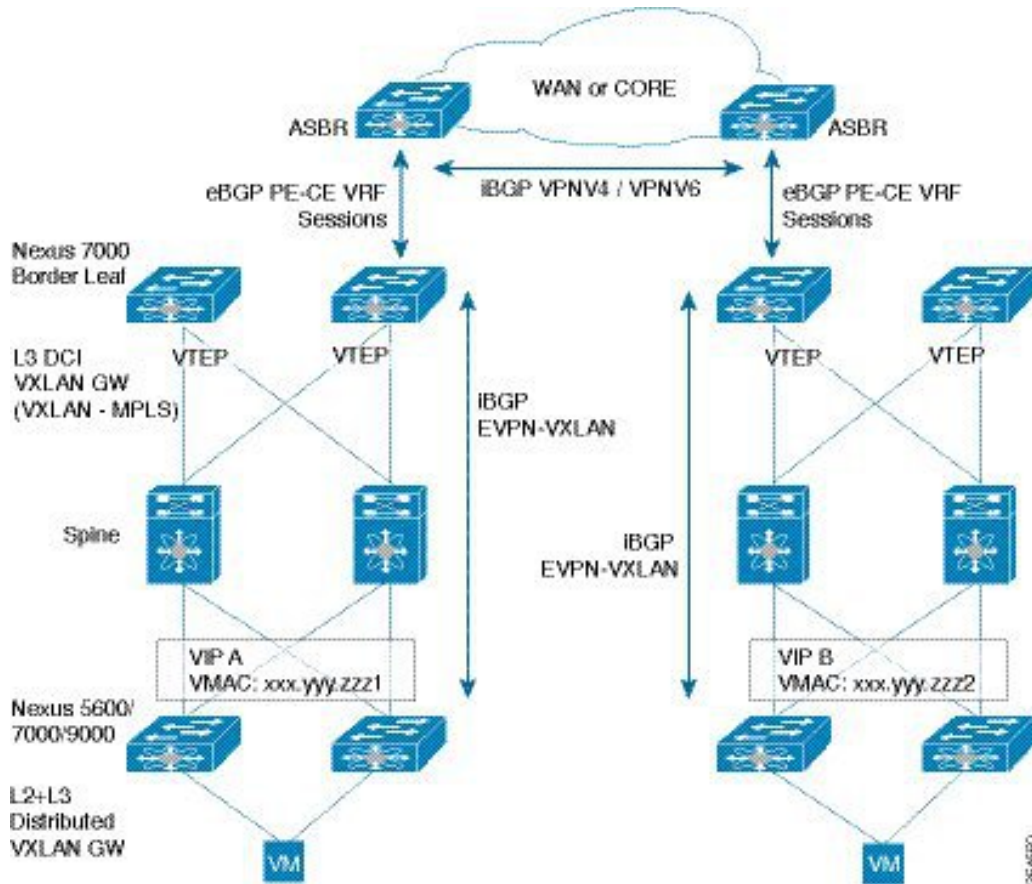 WAN or CORE
ASBR
ASBR
iBGP VPNV4 / VPNV6
eBGP PE-CE VRF
Sessions
eBGP PE-CE VRF
Sessions
Nexus 7000
Border Leaf
L3 DCI
VXLAN GW
(VXLAN - MPLS)
VTEP
VTEP
VTEP
VTEP
iBGP
EVPN-VXLAN
Spine
iBGP
EVPN-VXLAN
VIP A
VMAC: xxx.yyy.zzz1
VIP B
VMAC: xxx.yyy.zzz2
Nexus 5600/
7000/9000
L2+L3
Distributed
VXLAN GW
VM
VM